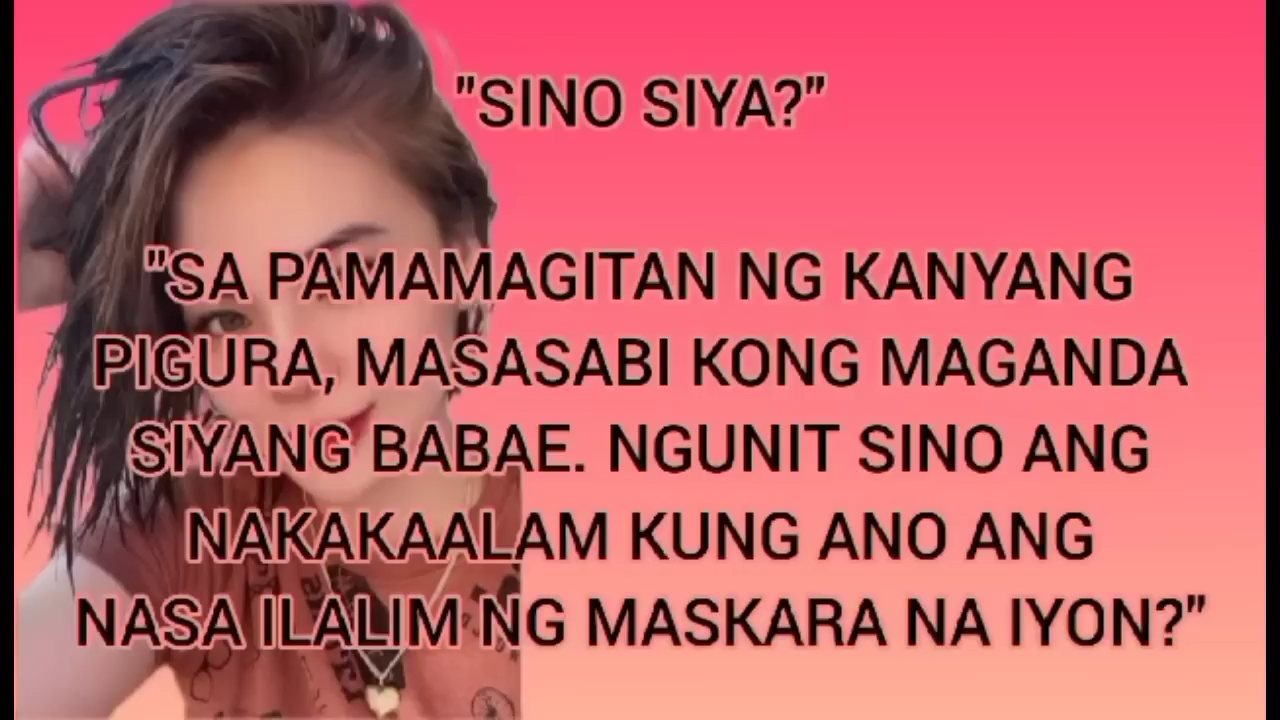 "SINO SIYA?"
"SA PAMAMAGITAN NG KANYANG
PIGURA, MASASABI KONG MAGANDA
SIYANG BABAE. NGUNIT SINO ANG
NAKAKAALAM KUNG ANO ANG
NASA ILALIM NG MASKARA NA IYON?"